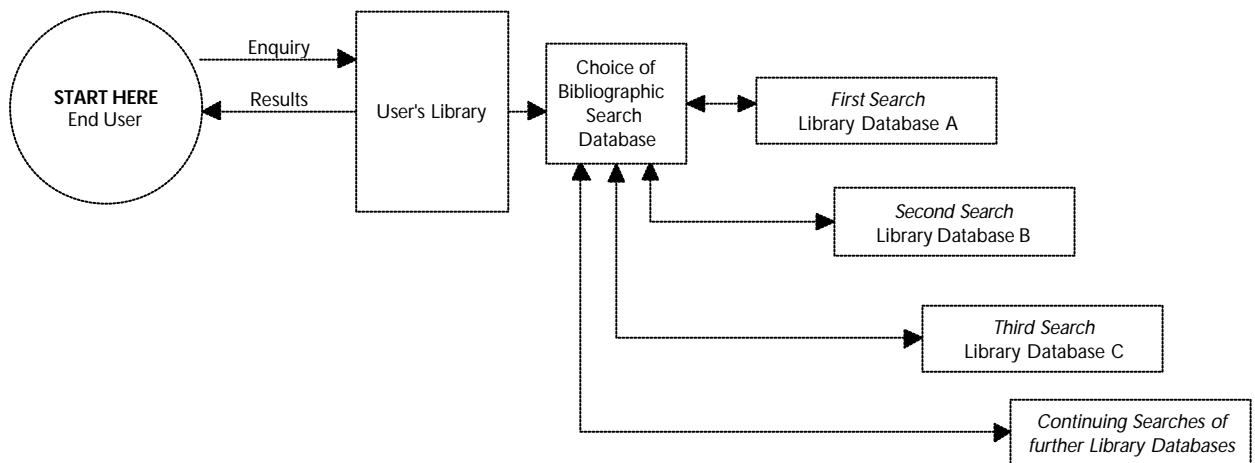 START HERE
End User
Enquiry
Results
User's Library
Choice of
Bibliographic
Search
Database
First Search
Library Database A
Second Search
Library Database B
Third Search
Library Database C
Continuing Searches of
further Library Databases